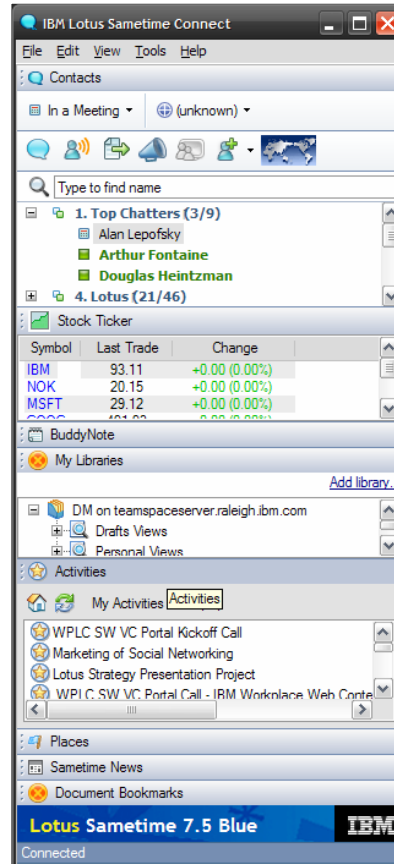 IBM Lotus Sametime Connect
File Edit View Tools Help
Contacts
In a Meeting (unknown)
Type to find name
1. Top Chatters (3/9)
Alan Lepofsky
Arthur Fontaine
Douglas Heintzman
4. Lotus (21/46)
Stock Ticker
Symbol Last Trade Change
IBM 93.11 +0.00 (0.00%)
NOK 20.15 +0.00 (0.00%)
MSFT 29.12 +0.00 (0.00%)
BuddyNote
My Libraries
Add library..
DM on teamspaceserver.raleigh.ibm.com
Drafts Views
Personal Views
Activities
My Activities Activities
WPLC SW VC Portal Kickoff Call
Marketing of Social Networking
Lotus Strategy Presentation Project
WPLC SW VC Portal Call - IBM Workplace Web Conte
Places
Sametime News
Document Bookmarks
Lotus Sametime 7.5 Blue IBM
Connected